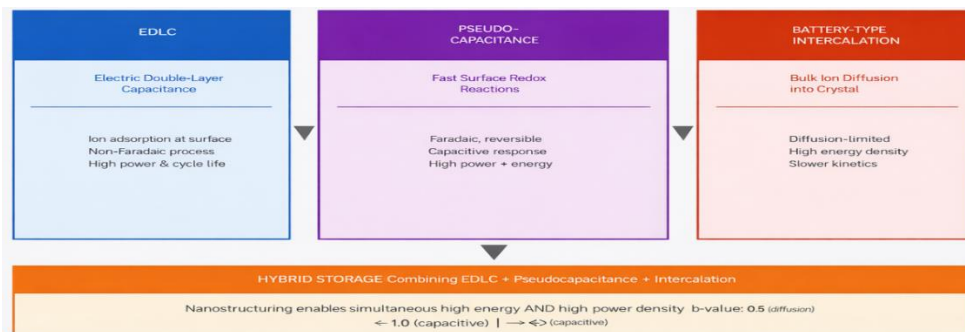 EDLC
Electric Double-Layer
Capacitance
Ion adsorption at surface
Non-Faradaic process
High power & cycle life
PSEUDO-
CAPACITANCE
Fast Surface Redox
Reactions
Faradaic, reversible
Capacitive response
High power + energy
BATTERY-TYPE
INTERCALATION
Bulk Ion Diffusion
into Crystal
Diffusion-limited
High energy density
Slower kinetics
HYBRID STORAGE Combining EDLC + Pseudocapacitance + Intercalation
Nanostructuring enables simultaneous high energy AND high power density b-value: 0.5 (diffusion)
← 1.0 (capacitive) | → <-> (capacitive)